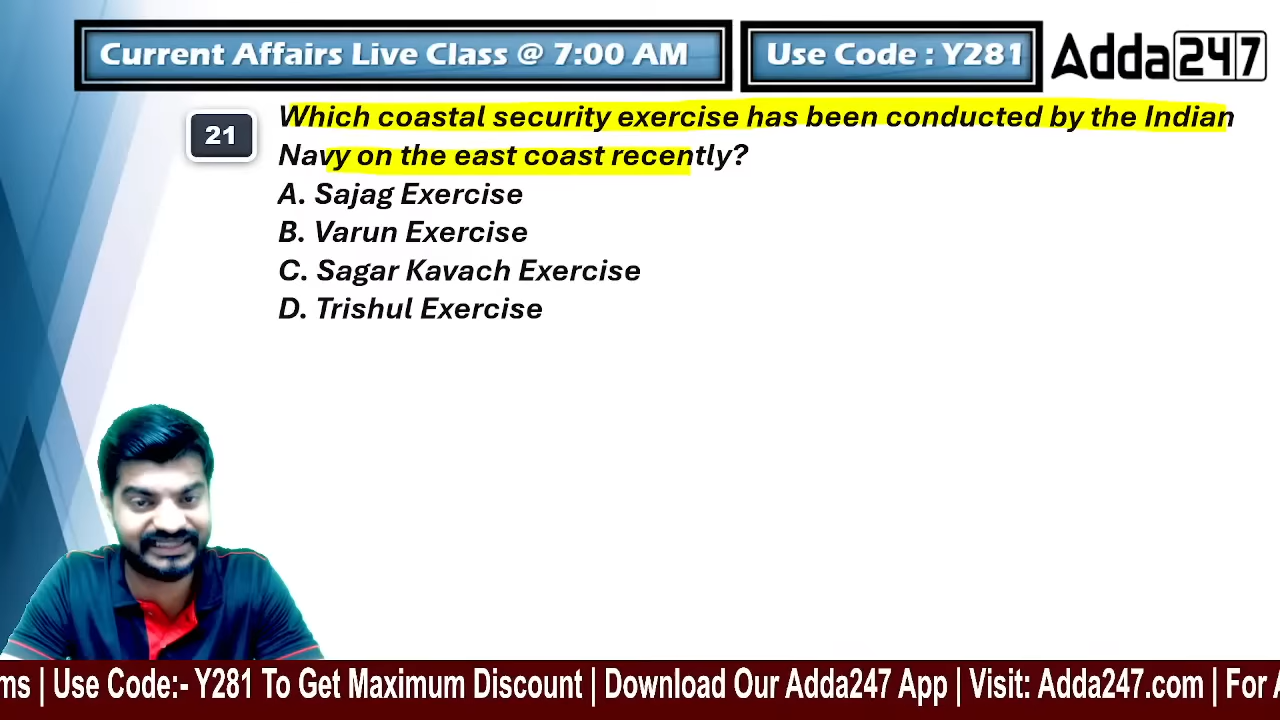 Current Affairs Live Class @ 7:00 AM
Use Code : Y281
Adda247
21
Which coastal security exercise has been conducted by the Indian
Navy on the east coast recently?
A. Sajag Exercise
B. Varun Exercise
C. Sagar Kavach Exercise
D. Trishul Exercise
ms | Use Code:- Y281 To Get Maximum Discount | Download Our Adda247 App | Visit: Adda247.com | For A